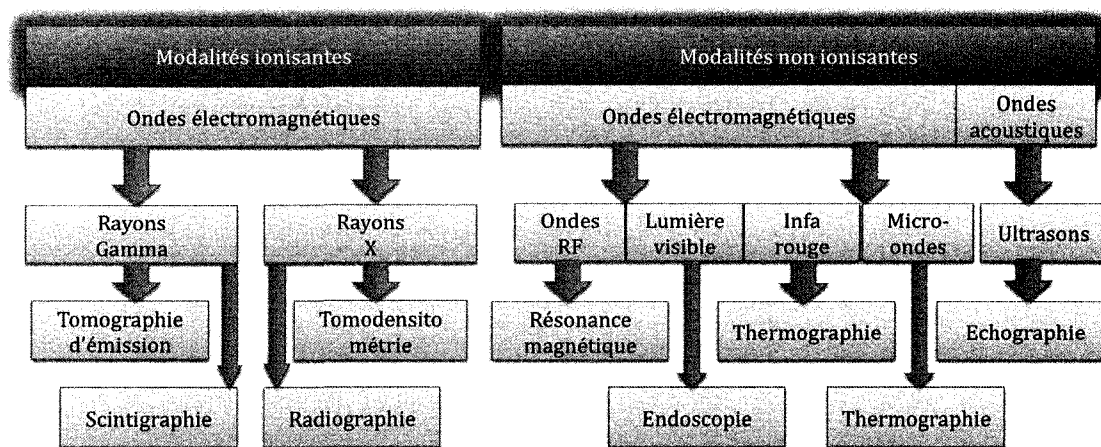 Modalités ionisantes
Modalités non ionisantes
Ondes électromagnétiques
Ondes électromagnétiques
Ondes
acoustiques
Rayons
Gamma
Rayons
X
Ondes
RF
Lumière
visible
Infa
rouge
Micro-
ondes
Ultrasons
Tomographie
d'émission
Tomodensito
métrie
Résonance
magnétique
Thermographie
Echographie
Scintigraphie
Radiographie
Endoscopie
Thermographie